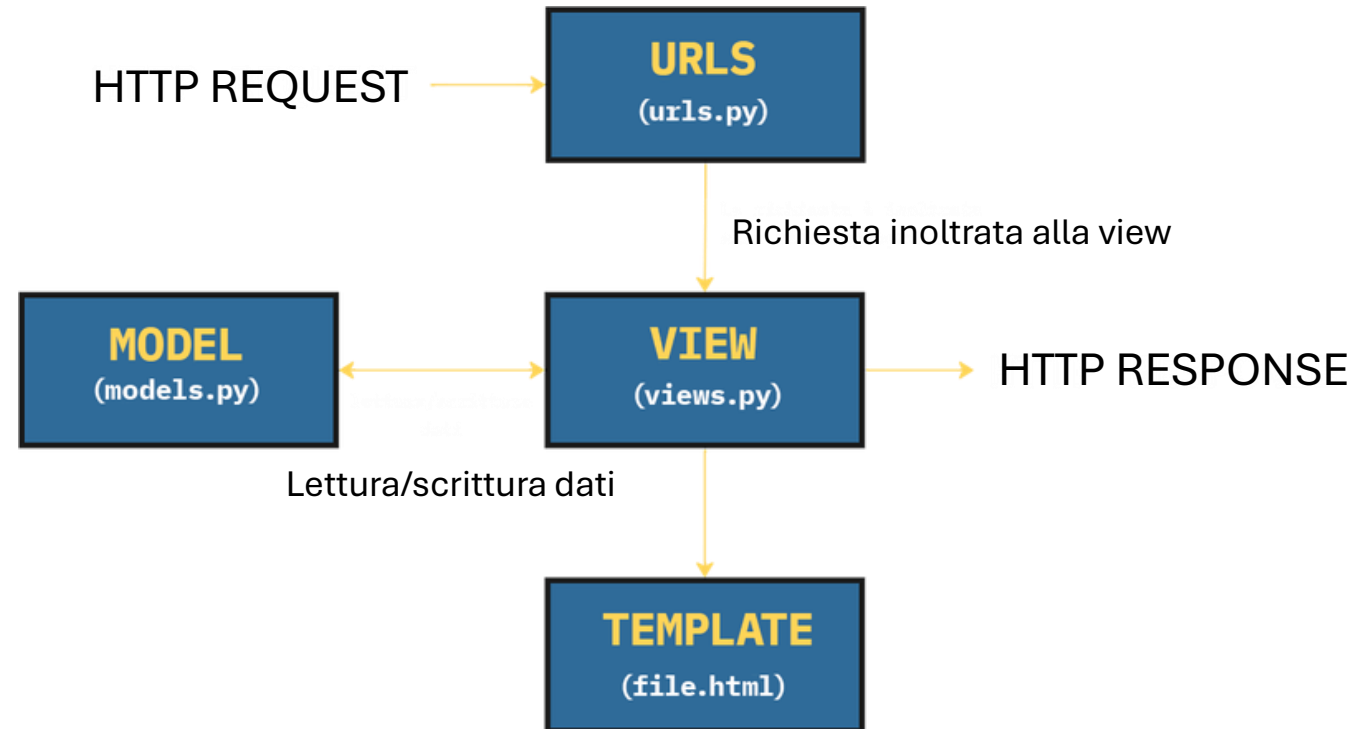 HTTP REQUEST
URLS
(urls.py)
Richiesta inoltrata alla view
MODEL
(models.py)
VIEW
(views.py)
HTTP RESPONSE
Lettura/scrittura dati
TEMPLATE
(file.html)